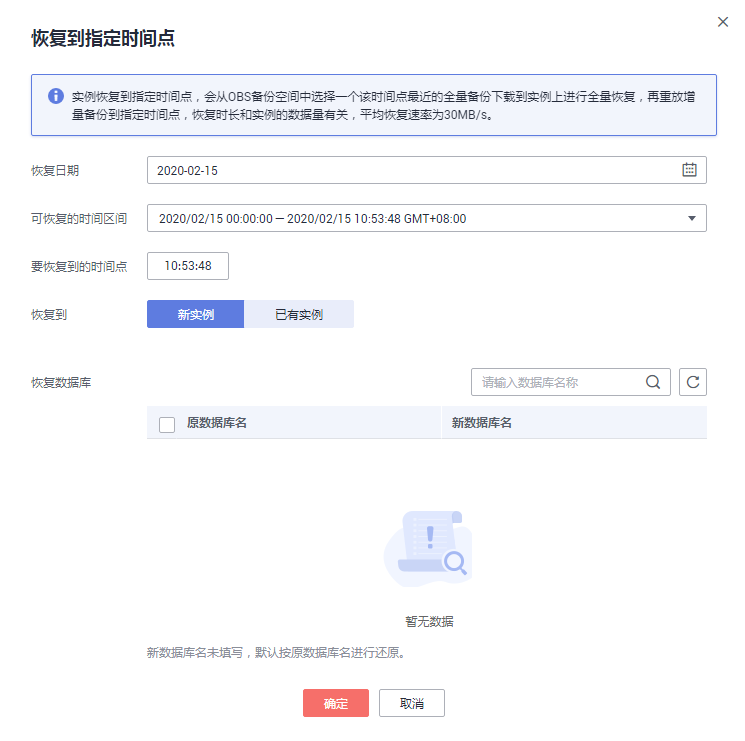 恢复到指定时间点
实例恢复到指定时间点，会从OBS备份空间中选择一个该时间点最近的全量备份下载到实例上进行全量恢复，再重放增
量备份到指定时间点，恢复时长和实例的数据量有关，平均恢复速率为30MB/s。
恢复日期 2020-02-15
可恢复的时间区间 2020/02/15 00:00:00 — 2020/02/15 10:53:48 GMT+08:00
要恢复到的时间点 10:53:48
恢复到 新实例 已有实例
恢复数据库 请输入数据库名称
原数据库名 新数据库名
暂无数据
新数据库名未填写，默认按原数据库名进行还原。
确定 取消